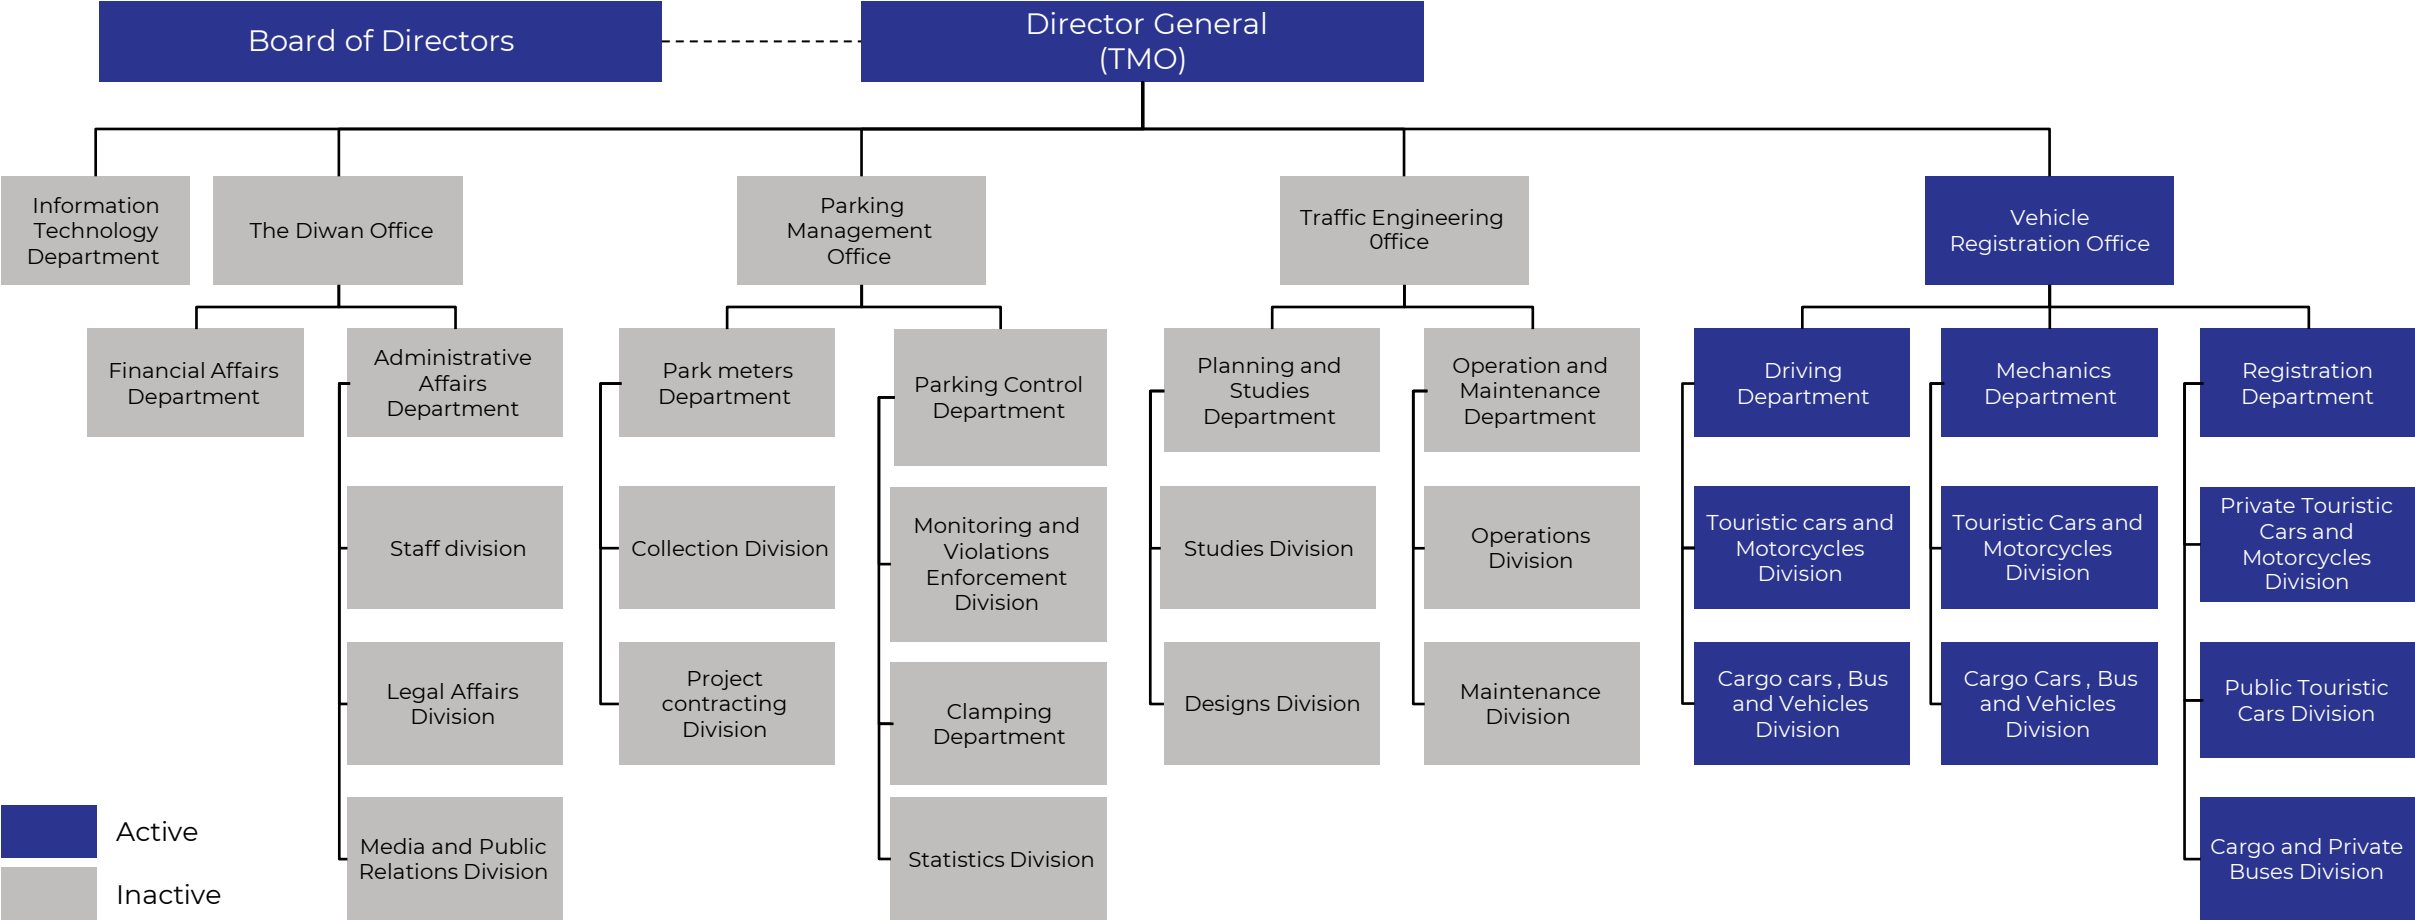 Board of Directors
Director General
(TMO)
Information
Technology
Department
The Diwan Office
Parking
Management
Office
Traffic Engineering
0ffice
Vehicle
Registration Office
Financial Affairs
Department
Administrative
Affairs
Department
Park meters
Department
Parking Control
Department
Planning and
Studies
Department
Operation and
Maintenance
Department
Driving
Department
Mechanics
Department
Registration
Department
Staff division
Collection Division
Monitoring and
Violations
Enforcement
Division
Studies Division
Operations
Division
Touristic cars and
Motorcycles
Division
Touristic Cars and
Motorcycles
Division
Private Touristic
Cars and
Motorcycles
Division
Legal Affairs
Division
Project
contracting
Division
Clamping
Department
Designs Division
Maintenance
Division
Cargo cars , Bus
and Vehicles
Division
Cargo Cars , Bus
and Vehicles
Division
Public Touristic
Cars Division
Media and Public
Relations Division
Statistics Division
Cargo and Private
Buses Division
Active
Inactive